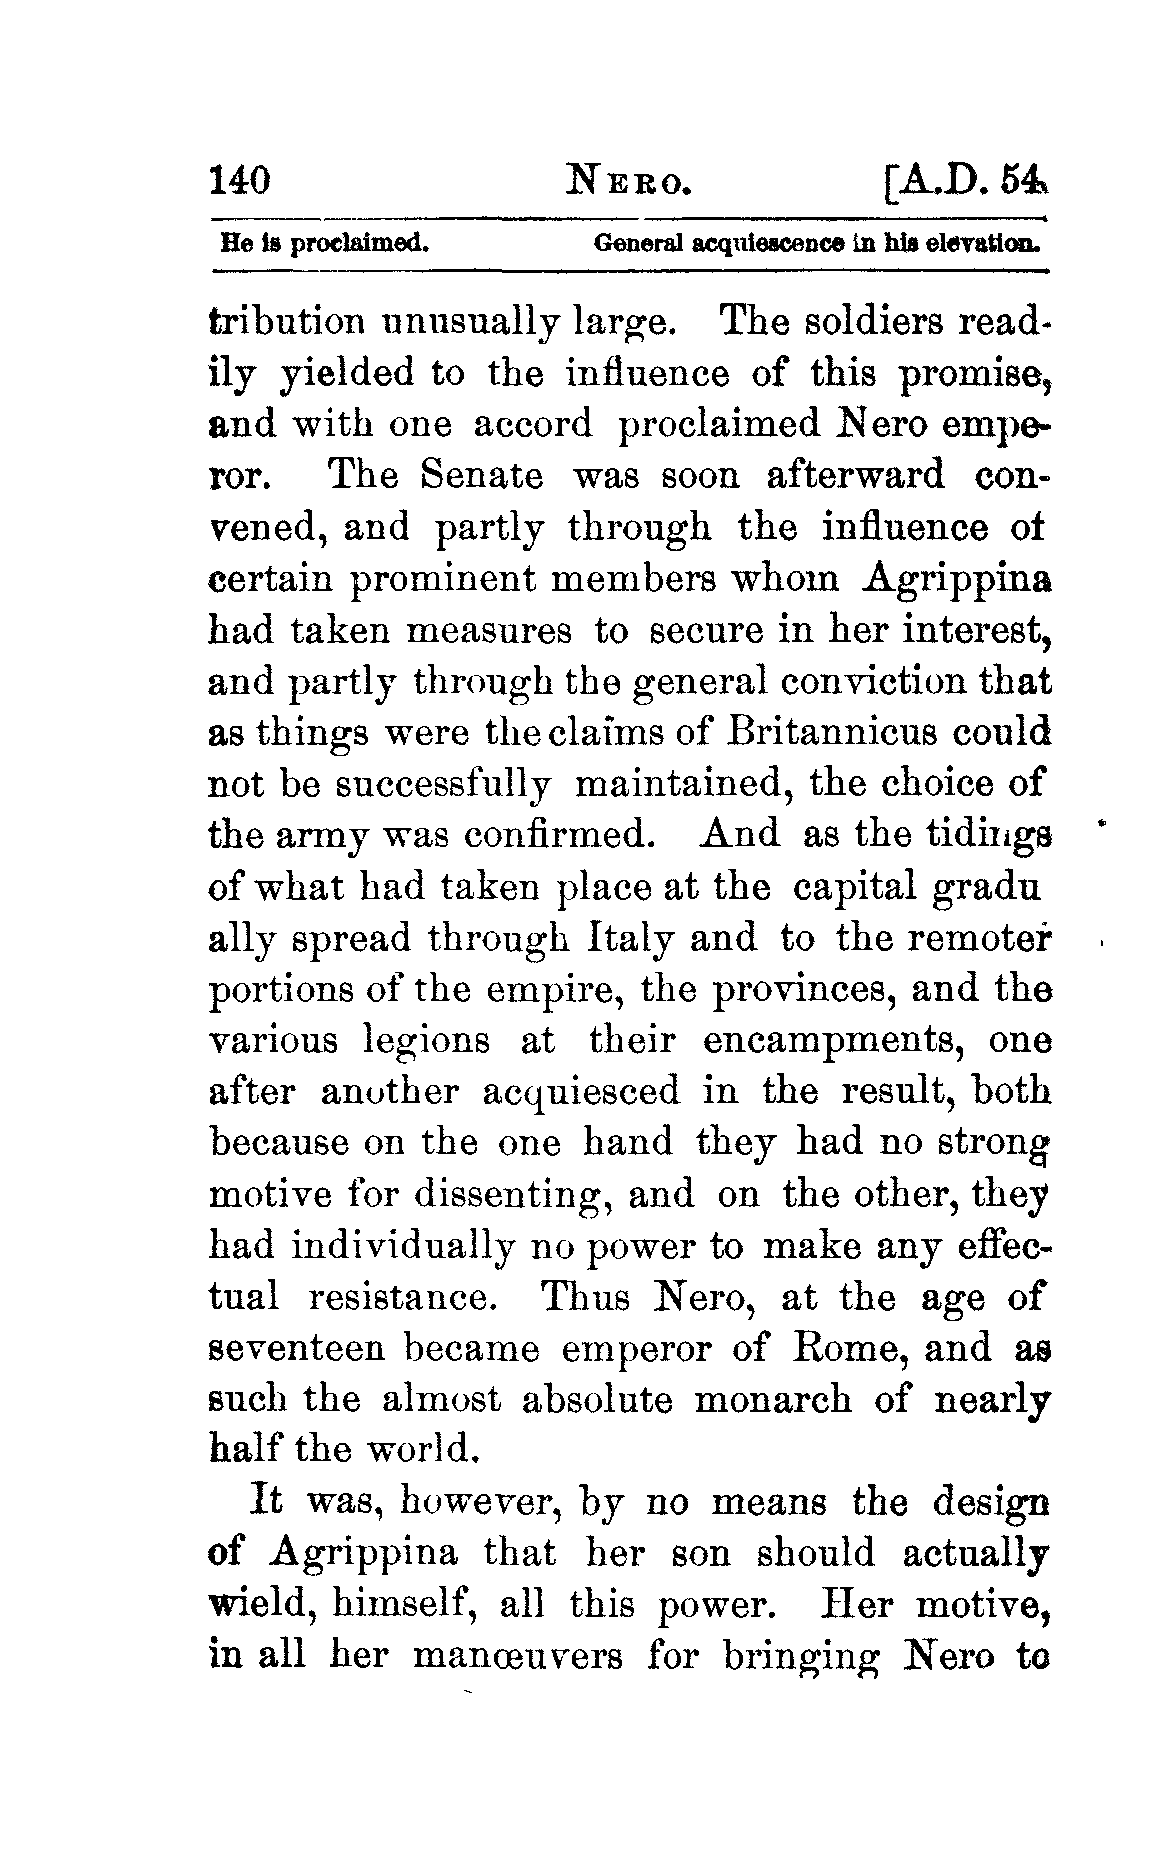 140 NERO. [A.D. 54.
He is proclaimed. General acquiescence in his elevation.
tribution unusually large. The soldiers read-
ily yielded to the influence of this promise,
and with one accord proclaimed Nero empe-
ror. The Senate was soon afterward con-
vened, and partly through the influence of
certain prominent members whom Agrippina
had taken measures to secure in her interest,
and partly through the general conviction that
as things were the claims of Britannicus could
not be successfully maintained, the choice of
the army was confirmed. And as the tidings
of what had taken place at the capital gradu
ally spread through Italy and to the remoter
portions of the empire, the provinces, and the
various legions at their encampments, one
after another acquiesced in the result, both
because on the one hand they had no strong
motive for dissenting, and on the other, they
had individually no power to make any effec-
tual resistance. Thus Nero, at the age of
seventeen became emperor of Rome, and as
such the almost absolute monarch of nearly
half the world.
It was, however, by no means the design
of Agrippina that her son should actually
wield, himself, all this power. Her motive,
in all her manœuvers for bringing Nero to